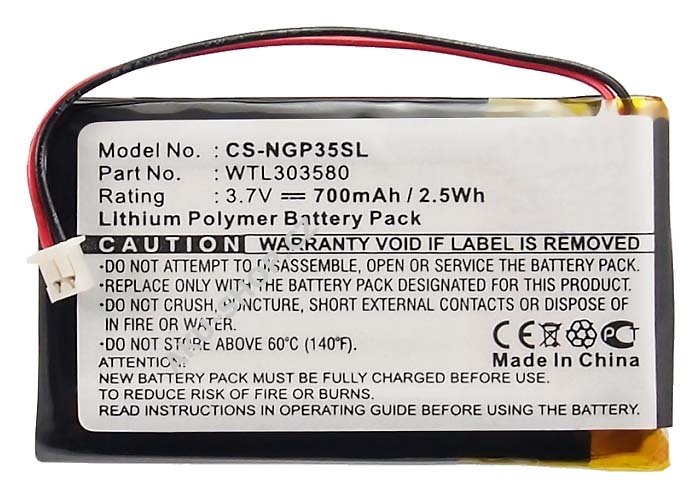 Model No. : CS-NGP35SL
Part No. : WTL303580
Rating : 3.7V ⎓ 700mAh / 2.5Wh
Lithium Polymer Battery Pack
CAUTION WARRANTY VOID IF LABEL IS REMOVED
•DO NOT ATTEMPT TO DISASSEMBLE, OPEN OR SERVICE THE BATTERY PACK.
•REPLACE ONLY WITH THE BATTERY PACK DESIGNATED FOR THIS PRODUCT.
•DO NOT CRUSH, PUNCTURE, SHORT EXTERNAL CONTACTS OR
DISPOSE OF IN FIRE OR WATER.
•DO NOT STORE ABOVE 60℃ (140℉).
ATTENTION:
NEW BATTERY PACK MUST BE FULLY CHARGED BEFORE USE.
TO REDUCE RISK OF FIRE OR BURNS.
READ INSTRUCTIONS OF OPERATING GUIDE BEFORE USING BATTERY.
CE PCT
Made In China